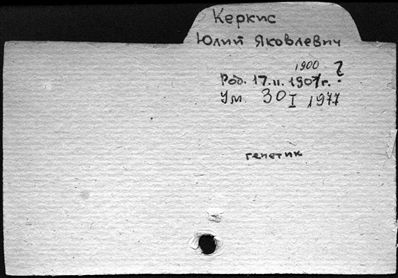 Керкис
Юлий Яковлевич
1900 ?
Род. 17.II.1907г.
Ум 30 I 1977
генетик